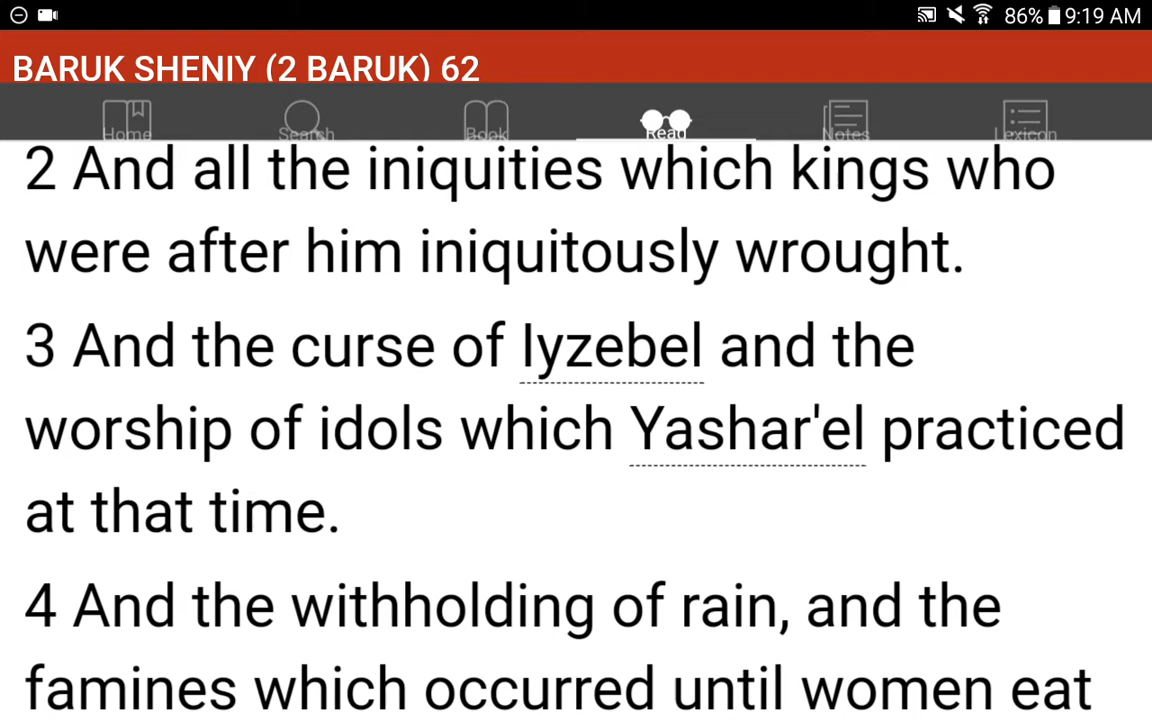 86% 9:19 AM
BARUK SHENIY (2 BARUK) 62
Home Search Book Read Notes Lexicon
2 And all the iniquities which kings who
were after him iniquitously wrought.
3 And the curse of Iyzebel and the
worship of idols which Yashar'el practiced
at that time.
4 And the withholding of rain, and the
famines which occurred until women eat